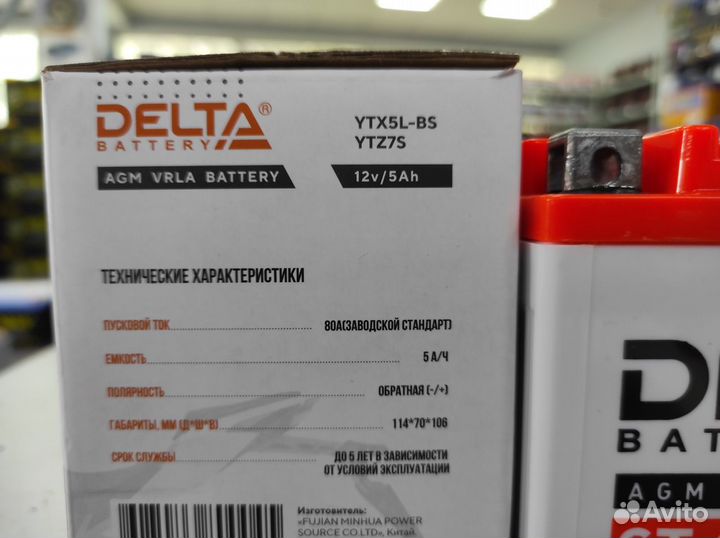 DELTA®
BATTERY
YTX5L-BS
YTZ7S
AGM VRLA BATTERY
12v/5Ah
ТЕХНИЧЕСКИЕ ХАРАКТЕРИСТИКИ
ПУСКОВОЙ ТОК 80А(ЗАВОДСКОЙ СТАНДАРТ)
ЕМКОСТЬ 5 А/Ч
ПОЛЯРНОСТЬ ОБРАТНАЯ (-/+)
ГАБАРИТЫ, ММ (Д*Ш*В) 114*70*106
СРОК СЛУЖБЫ ДО 5 ЛЕТ В ЗАВИСИМОСТИ
ОТ УСЛОВИЙ ЭКСПЛУАТАЦИИ
Изготовитель:
«FUJIAN MINHUA POWER
SOURCE CO.LTD», Китай.
D
BAT
AGM
CT
Avito